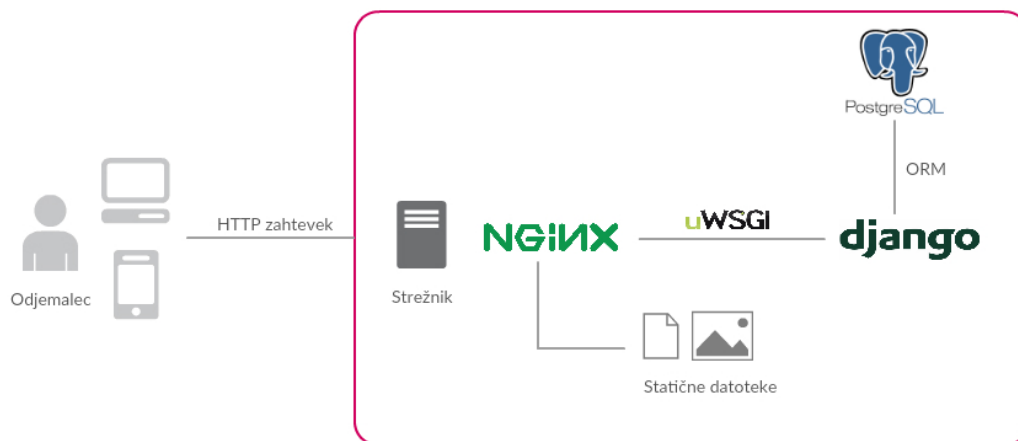 PostgreSQL
ORM
HTTP zahtevek
uWSGI
NGiNX
django
Odjemalec
Strežnik
Statične datoteke